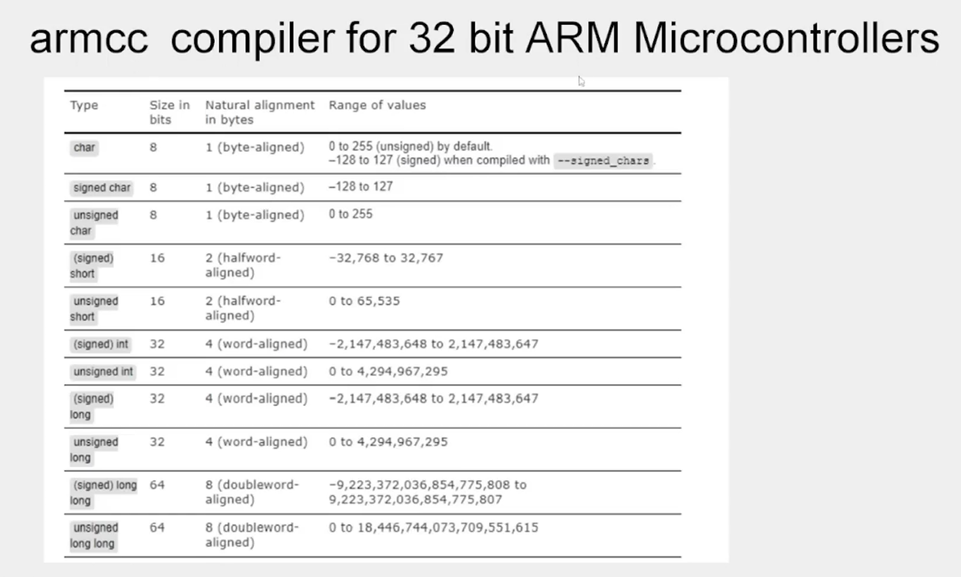 armcc compiler for 32 bit ARM Microcontrollers
Type Size in bits Natural alignment in bytes Range of values
char 8 1 (byte-aligned) 0 to 255 (unsigned) by default.
–128 to 127 (signed) when compiled with --signed_chars.
signed char 8 1 (byte-aligned) –128 to 127
unsigned char 8 1 (byte-aligned) 0 to 255
(signed) short 16 2 (halfword-aligned) –32,768 to 32,767
unsigned short 16 2 (halfword-aligned) 0 to 65,535
(signed) int 32 4 (word-aligned) –2,147,483,648 to 2,147,483,647
unsigned int 32 4 (word-aligned) 0 to 4,294,967,295
(signed) long 32 4 (word-aligned) –2,147,483,648 to 2,147,483,647
unsigned long 32 4 (word-aligned) 0 to 4,294,967,295
(signed) long long 64 8 (doubleword-aligned) –9,223,372,036,854,775,808 to 9,223,372,036,854,775,807
unsigned long long 64 8 (doubleword-aligned) 0 to 18,446,744,073,709,551,615